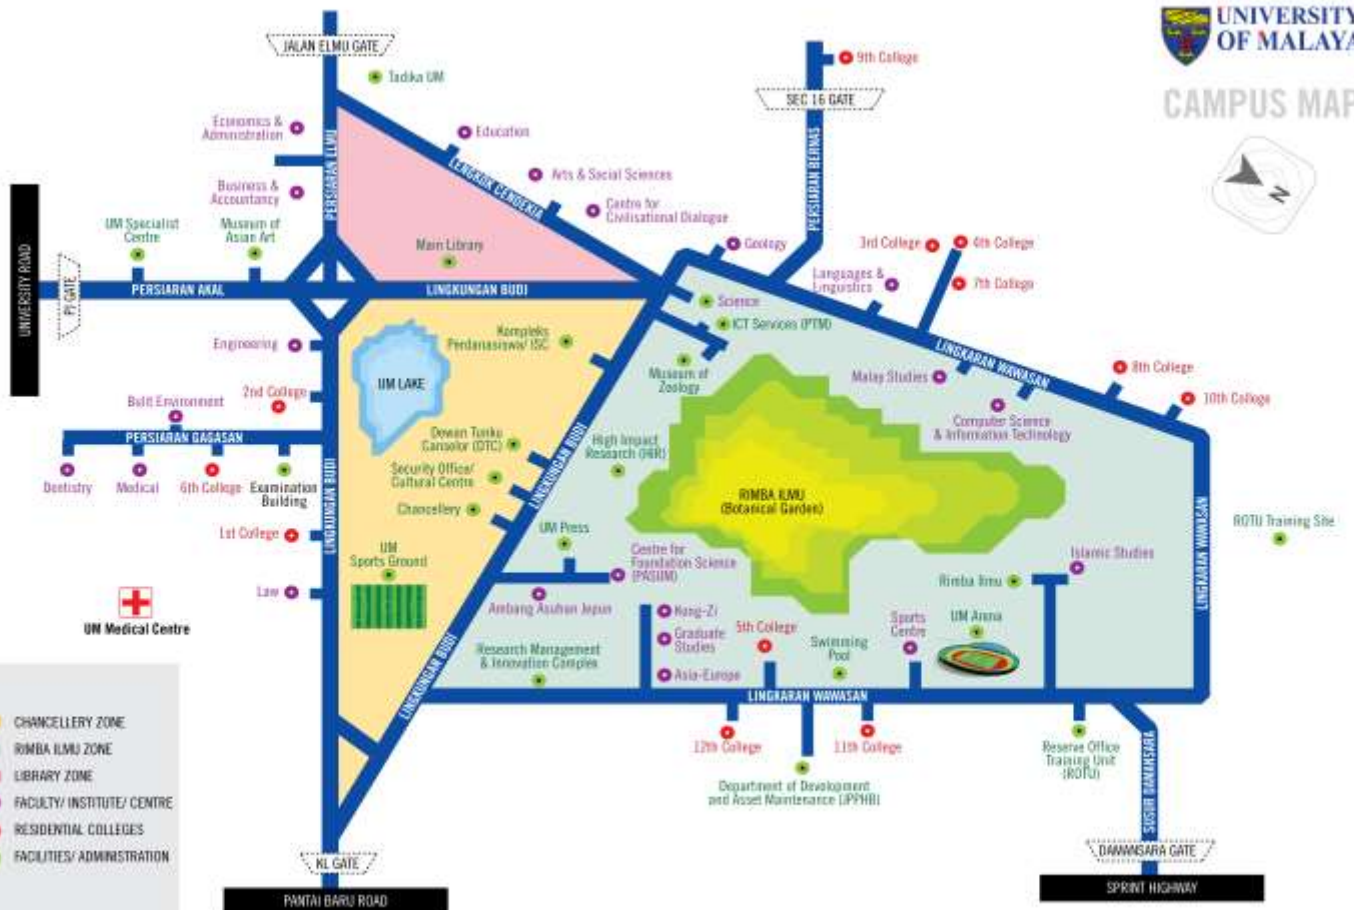 UNIVERSITY
OF MALAYA
CAMPUS MAP
N
JALAN ELMU GATE
Tadika UM
9th College
SEC 16 GATE
Economics &
Administration
PERSIARAN ELMU
Education
LENGKOK CENDEKIA
Arts & Social Sciences
PERSIARAN BERNAS
Business &
Accountancy
Centre for
Civilisational Dialogue
UM Specialist
Centre
Museum of
Asian Art
Main Library
Geology
3rd College
4th College
7th College
Languages &
Linguistics
UNIVERSITY ROAD
PJ GATE
PERSIARAN AKAL
LINGKUNGAN BUDI
Science
ICT Services (PTM)
Engineering
Kompleks
Perdanasiswa/ ISC
Museum of
Zoology
LINGKARAN WAWASAN
8th College
Malay Studies
10th College
UM LAKE
2nd College
Bulit Environment
Computer Science
& Information Technology
PERSIARAN GAGASAN
Dewan Tunku
Canselor (DTC)
High Impact
Research (HIR)
LINGKUNGAN BUDI
Dentistry
Medical
6th College
Examination
Building
Security Office/
Cultural Centre
Chancellery
RIMBA ILMU
(Botanical Garden)
LINGKUNGAN BUDI
1st College
UM Press
ROTU Training Site
LINGKARAN WAWASAN
UM
Sports Ground
Centre for
Foundation Science
(PASUM)
Islamic Studies
Rimba Ilmu
Law
Ambang Asuhan Jepun
UM Medical Centre
Kong-Zi
Graduate
Studies
Asia-Europe
5th College
Swimming
Pool
Sports
Centre
UM Arena
Research Management
& Innovation Complex
LINGKUNGAN BUDI
LINGKARAN WAWASAN
12th College
11th College
Reserve Office
Training Unit
(ROTU)
Department of Development
and Asset Maintenance (JPPHB)
SUSUR DAMANSARA
CHANCELLERY ZONE
RIMBA ILMU ZONE
LIBRARY ZONE
FACULTY/ INSTITUTE/ CENTRE
RESIDENTIAL COLLEGES
FACILITIES/ ADMINISTRATION
KL GATE
DAMANSARA GATE
PANTAI BARU ROAD
SPRINT HIGHWAY